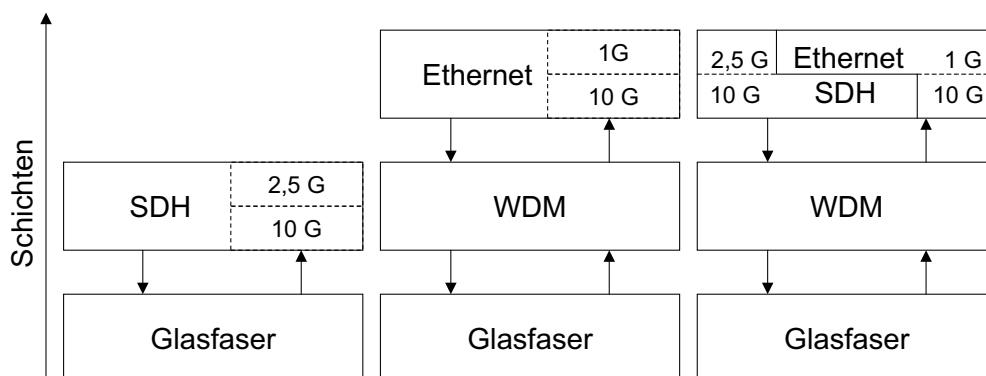 Schichten
Ethernet
1G
10 G
2,5 G
Ethernet
1 G
10 G
SDH
10 G
SDH
2,5 G
10 G
WDM
WDM
Glasfaser
Glasfaser
Glasfaser